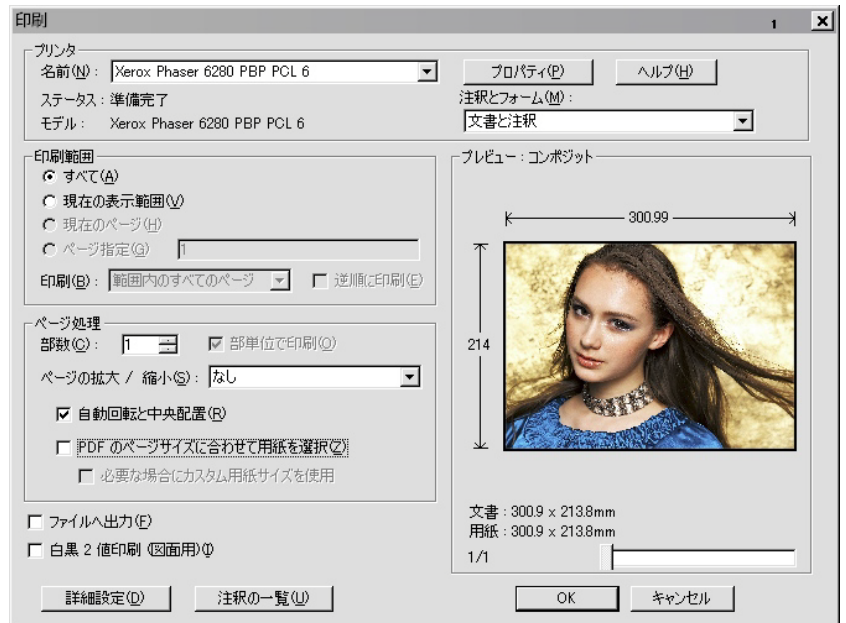 印刷
1
プリンタ
名前(N)： Xerox Phaser 6280 PBP PCL 6
プロパティ(P)
ヘルプ(H)
ステータス： 準備完了
注釈とフォーム(M)：
モデル： Xerox Phaser 6280 PBP PCL 6
文書と注釈
印刷範囲
すべて(A)
現在の表示範囲(V)
現在のページ(H)
ページ指定(G) 1
印刷(B)： 範囲内のすべてのページ 逆順に印刷(E)
ページ処理
部数(C)： 1 部単位で印刷(O)
ページの拡大 / 縮小(S)： なし
自動回転と中央配置(R)
PDF のページサイズに合わせて用紙を選択(Z)
必要な場合にカスタム用紙サイズを使用
ファイルへ出力(F)
白黒 2 値印刷 (図面用)(I)
プレビュー：コンポジット
300.99
214
文書：300.9 x 213.8mm
用紙：300.9 x 213.8mm
1/1
詳細設定(D)
注釈の一覧(U)
OK
キャンセル